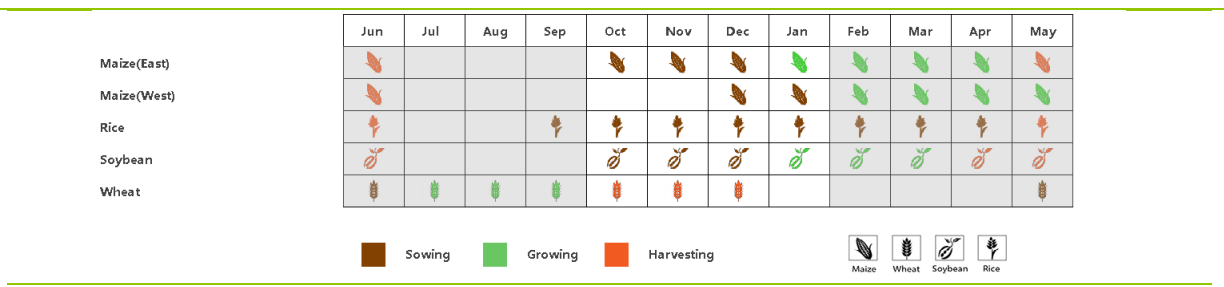 Jun Jul Aug Sep Oct Nov Dec Jan Feb Mar Apr May
Maize(East)
Maize(West)
Rice
Soybean
Wheat
Sowing Growing Harvesting
Maize Wheat Soybean Rice